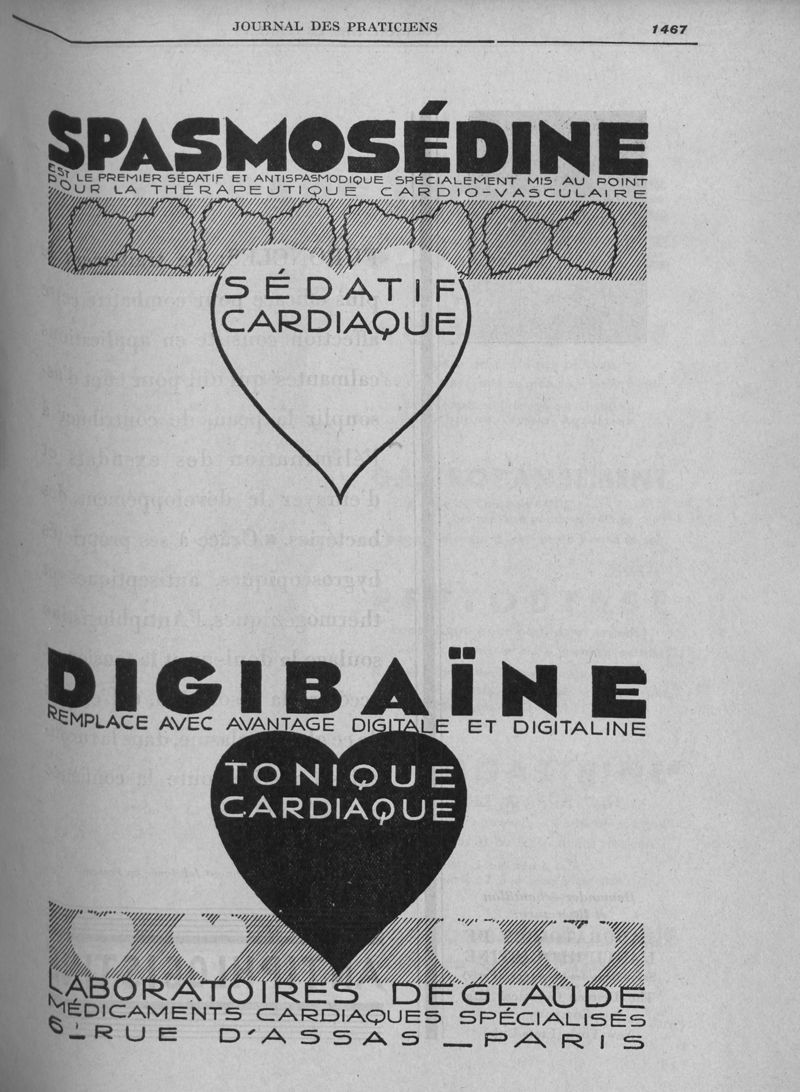 JOURNAL DES PRATICIENS 1467
SPASMOSÉDINE
EST LE PREMIER SÉDATIF ET ANTISPASMODIQUE SPÉCIALEMENT MIS AU POINT
POUR LA THÉRAPEUTIQUE CARDIO-VASCULAIRE
SÉDATIF
CARDIAQUE
DIGIBAÏNE
REMPLACE AVEC AVANTAGE DIGITALE ET DIGITALINE
TONIQUE
CARDIAQUE
LABORATOIRES DEGLAUDE
MÉDICAMENTS CARDIAQUES SPÉCIALISÉS
6_RUE D'ASSAS _ PARIS